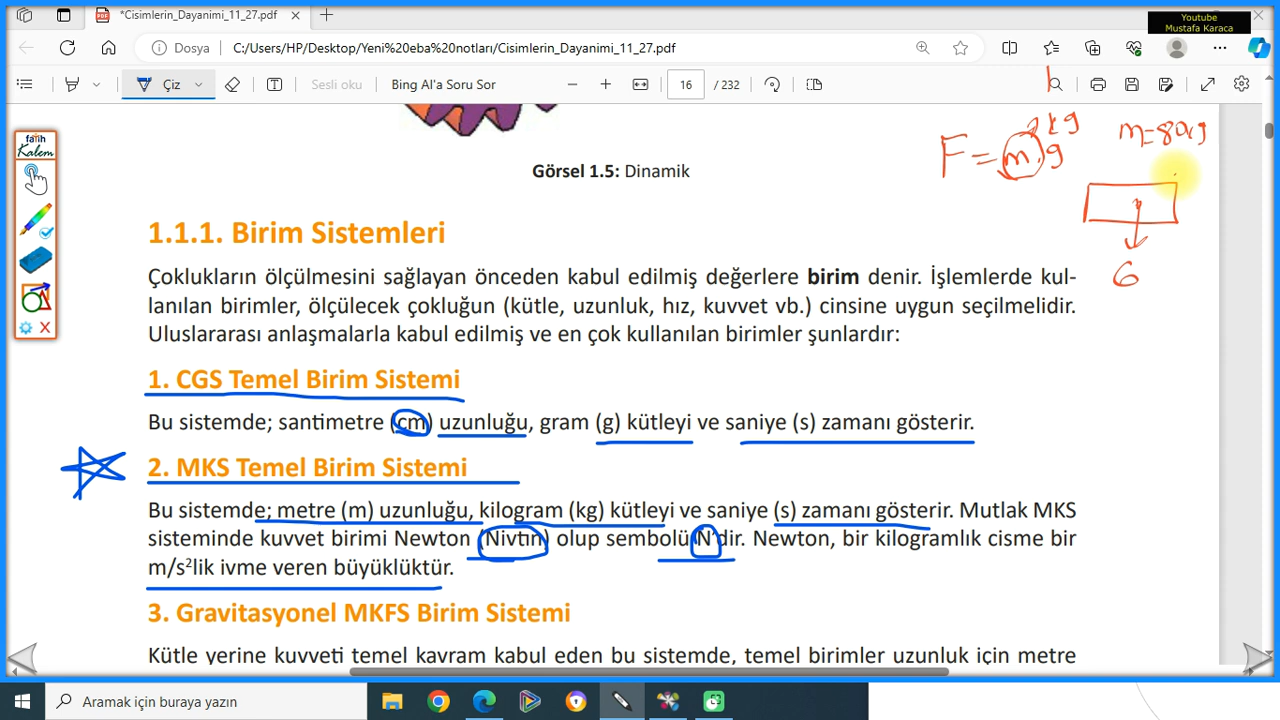 *Cisimlerin_Dayanimi_11_27.pdf
Youtube
Mustafa Karaca
Dosya C:/Users/HP/Desktop/Yeni%20eba%20notları/Cisimlerin_Dayanimi_11_27.pdf
Çiz Sesli oku Bing AI'a Soru Sor 16 / 232
fatih
Kalem
F = m.g kg m=80kg
G
Görsel 1.5: Dinamik
1.1.1. Birim Sistemleri
Çoklukların ölçülmesini sağlayan önceden kabul edilmiş değerlere birim denir. İşlemlerde kul-
lanılan birimler, ölçülecek çokluğun (kütle, uzunluk, hız, kuvvet vb.) cinsine uygun seçilmelidir.
Uluslararası anlaşmalarla kabul edilmiş ve en çok kullanılan birimler şunlardır:
1. CGS Temel Birim Sistemi
Bu sistemde; santimetre (cm) uzunluğu, gram (g) kütleyi ve saniye (s) zamanı gösterir.
2. MKS Temel Birim Sistemi
Bu sistemde; metre (m) uzunluğu, kilogram (kg) kütleyi ve saniye (s) zamanı gösterir. Mutlak MKS
sisteminde kuvvet birimi Newton (Nivtin) olup sembolü N'dir. Newton, bir kilogramlık cisme bir
m/s²lik ivme veren büyüklüktür.
3. Gravitasyonel MKFS Birim Sistemi
Kütle yerine kuvveti temel kavram kabul eden bu sistemde, temel birimler uzunluk için metre
Aramak için buraya yazın